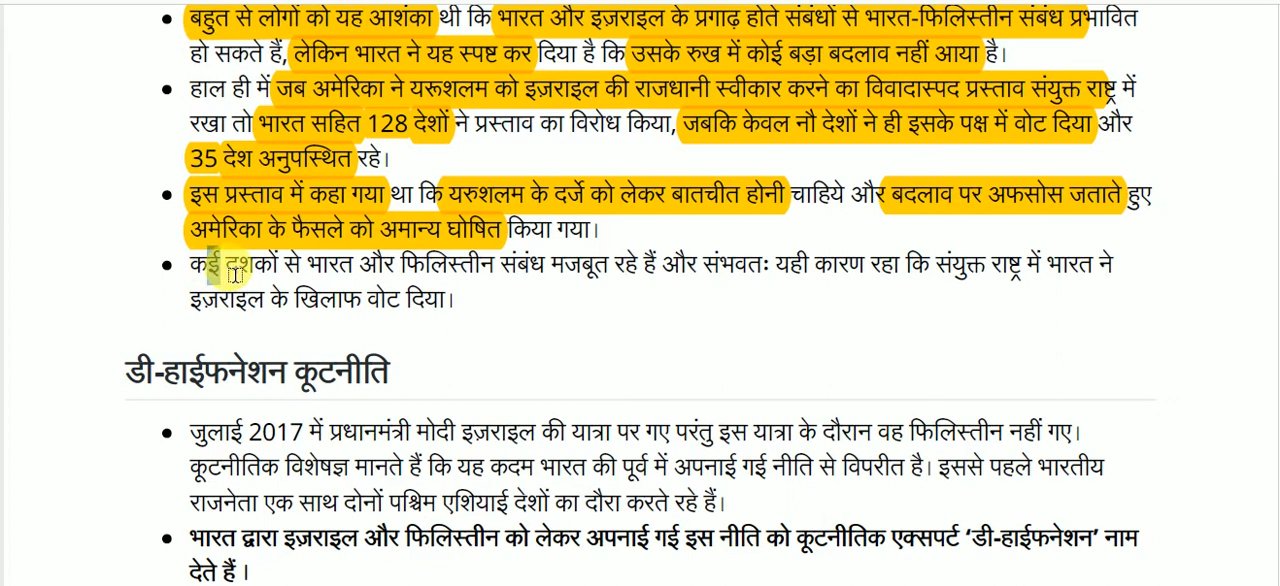 बहुत से लोगों को यह आशंका थी कि भारत और इज़राइल के प्रगाढ़ होते संबंधों से भारत-फिलिस्तीन संबंध प्रभावित
हो सकते हैं, लेकिन भारत ने यह स्पष्ट कर दिया है कि उसके रुख में कोई बड़ा बदलाव नहीं आया है।
हाल ही में जब अमेरिका ने यरूशलम को इज़राइल की राजधानी स्वीकार करने का विवादास्पद प्रस्ताव संयुक्त राष्ट्र में
रखा तो भारत सहित 128 देशों ने प्रस्ताव का विरोध किया, जबकि केवल नौ देशों ने ही इसके पक्ष में वोट दिया और
35 देश अनुपस्थित रहे।
इस प्रस्ताव में कहा गया था कि यरुशलम के दर्जे को लेकर बातचीत होनी चाहिये और बदलाव पर अफसोस जताते हुए
अमेरिका के फैसले को अमान्य घोषित किया गया।
कई दशकों से भारत और फिलिस्तीन संबंध मजबूत रहे हैं और संभवतः यही कारण रहा कि संयुक्त राष्ट्र में भारत ने
इज़राइल के खिलाफ वोट दिया।
डी-हाईफनेशन कूटनीति
जुलाई 2017 में प्रधानमंत्री मोदी इज़राइल की यात्रा पर गए परंतु इस यात्रा के दौरान वह फिलिस्तीन नहीं गए।
कूटनीतिक विशेषज्ञ मानते हैं कि यह कदम भारत की पूर्व में अपनाई गई नीति से विपरीत है। इससे पहले भारतीय
राजनेता एक साथ दोनों पश्चिम एशियाई देशों का दौरा करते रहे हैं।
भारत द्वारा इज़राइल और फिलिस्तीन को लेकर अपनाई गई इस नीति को कूटनीतिक एक्सपर्ट ‘डी-हाईफनेशन’ नाम
देते हैं ।